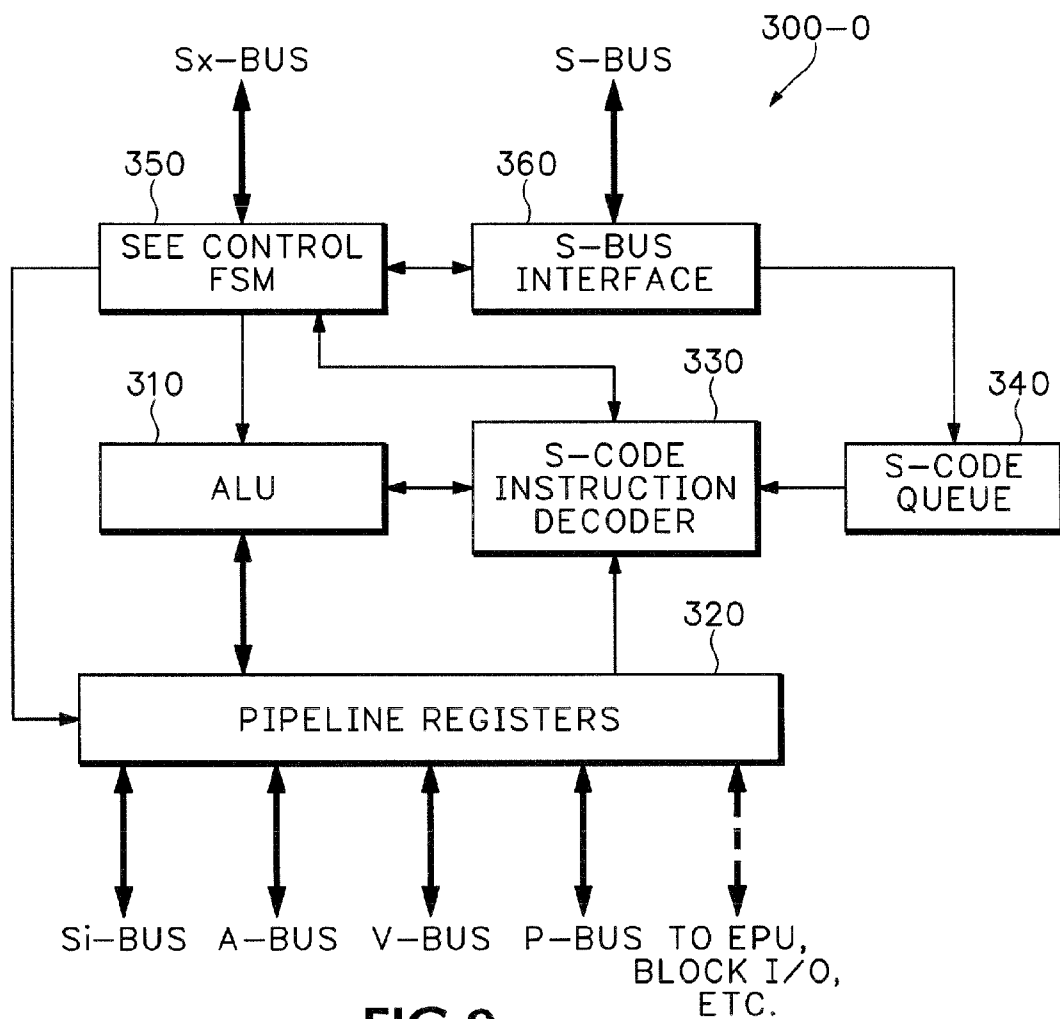 300-0
Sx-BUS
S-BUS
350
360
SEE CONTROL
FSM
S-BUS
INTERFACE
310
330
340
ALU
S-CODE
INSTRUCTION
DECODER
S-CODE
QUEUE
320
PIPELINE REGISTERS
Si-BUS
A-BUS
V-BUS
P-BUS
TO EPU,
BLOCK I/O,
ETC.